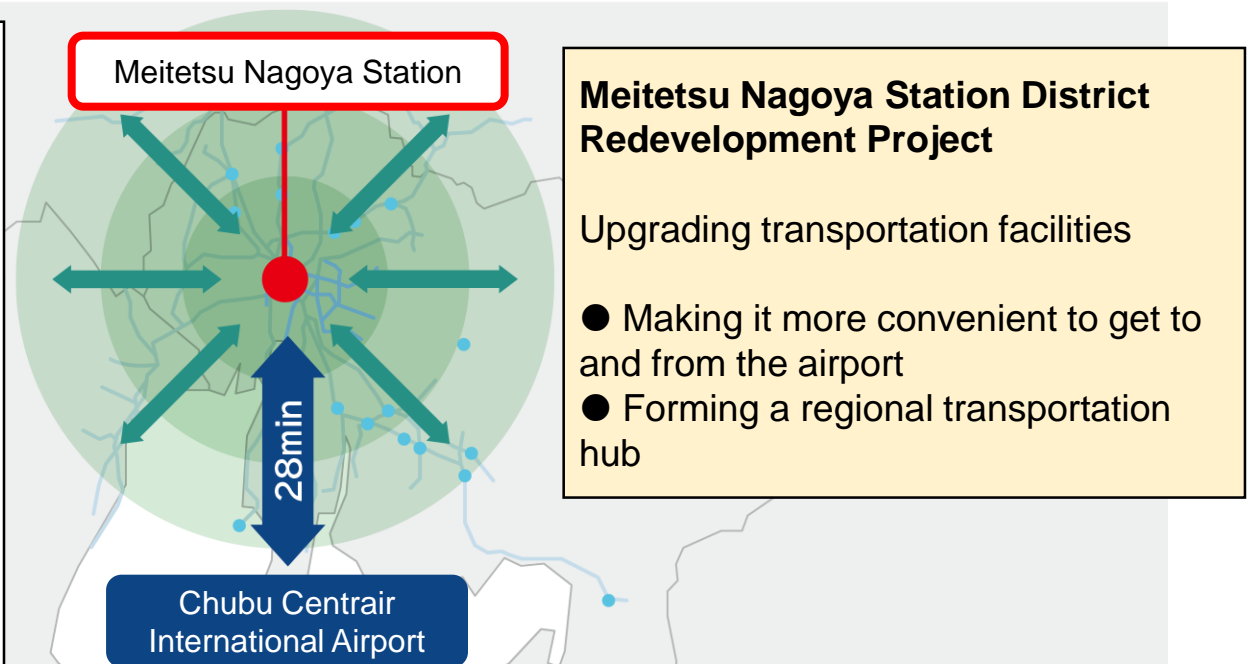 Meitetsu Nagoya Station
28min
Chubu Centrair
International Airport
Meitetsu Nagoya Station District
Redevelopment Project
Upgrading transportation facilities
● Making it more convenient to get to
and from the airport
● Forming a regional transportation
hub